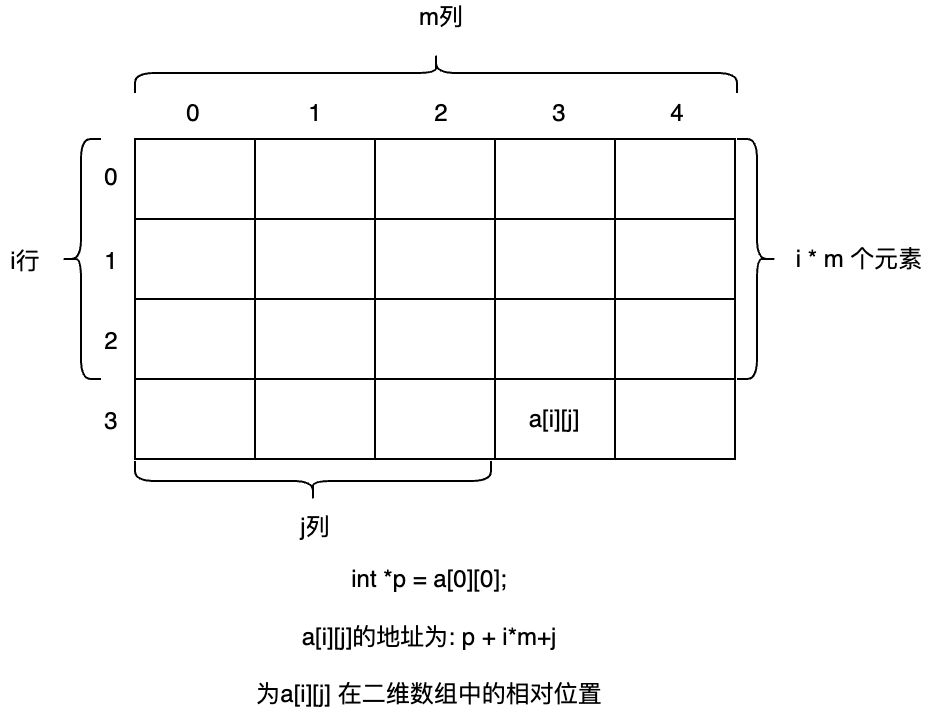 m列
0 1 2 3 4
0
i行 1 i * m 个元素
2
3 a[i][j]
j列
int *p = a[0][0];
a[i][j]的地址为: p + i*m+j
为a[i][j] 在二维数组中的相对位置